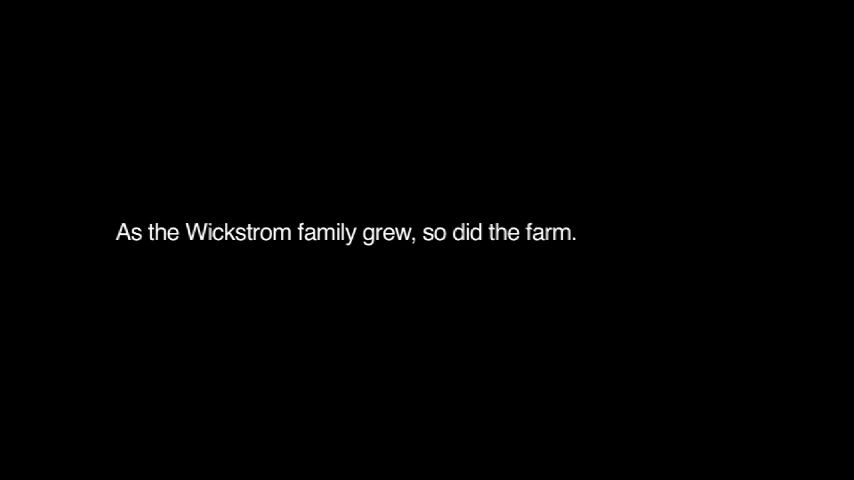 As the Wickstrom family grew, so did the farm.